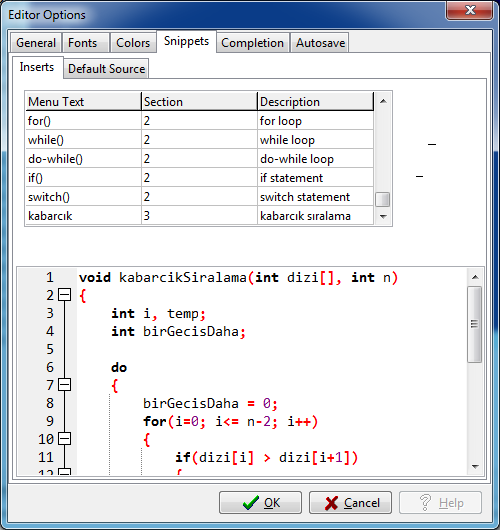 Editor Options
General Fonts Colors Snippets Completion Autosave
Inserts Default Source
Menu Text Section Description
for() 2 for loop
while() 2 while loop
do-while() 2 do-while loop
if() 2 if statement
switch() 2 switch statement
kabarcık 3 kabarcık sıralama
1 void kabarcikSiralama(int dizi[], int n)
2 {
3 int i, temp;
4 int birGecisDaha;
5
6 do
7 {
8 birGecisDaha = 0;
9 for(i=0; i<= n-2; i++)
10 {
11 if(dizi[i] > dizi[i+1])
12 {
OK Cancel Help